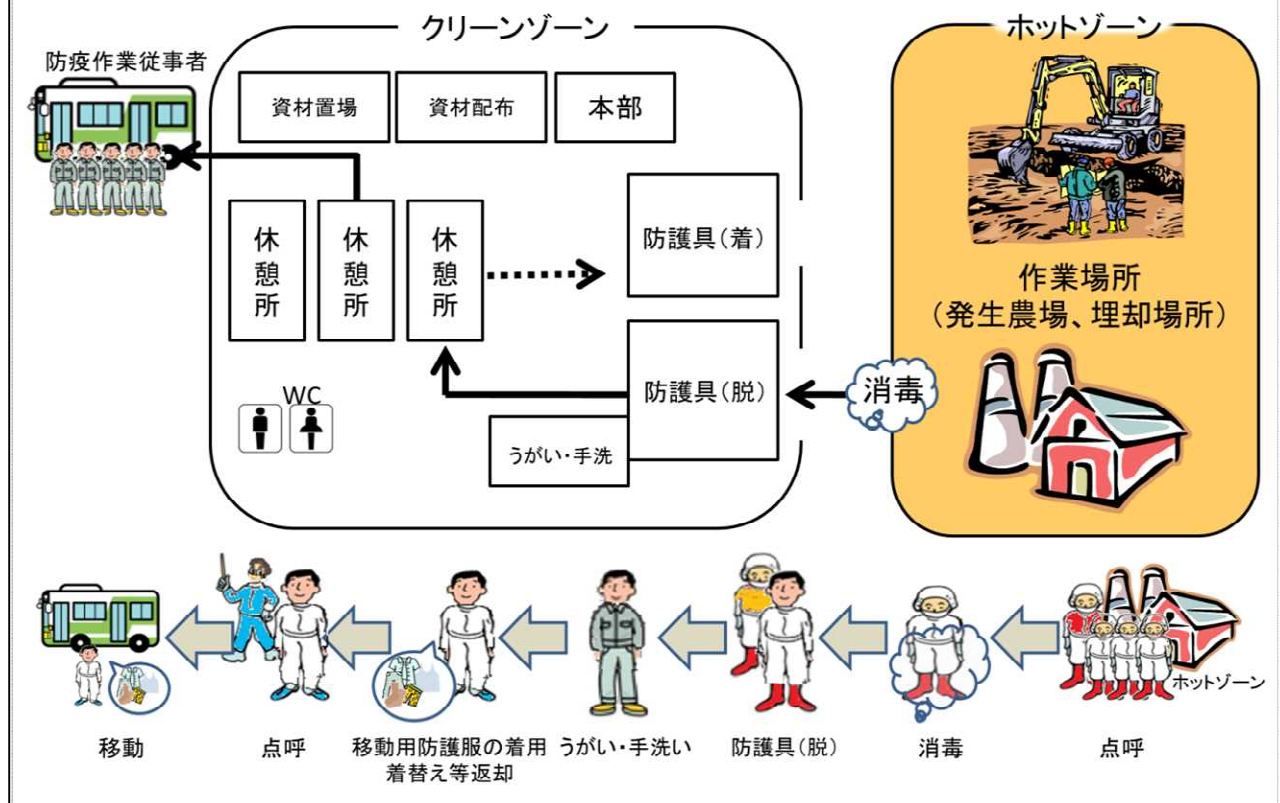 クリーンゾーン
ホットゾーン
防疫作業従事者
資材置場
資材配布
本部
休憩所
休憩所
休憩所
防護具(着)
作業場所
(発生農場、埋却場所)
防護具(脱)
消毒
WC
うがい・手洗
ホットゾーン
移動
点呼
移動用防護服の着用
着替え等返却
うがい・手洗い
防護具(脱)
消毒
点呼